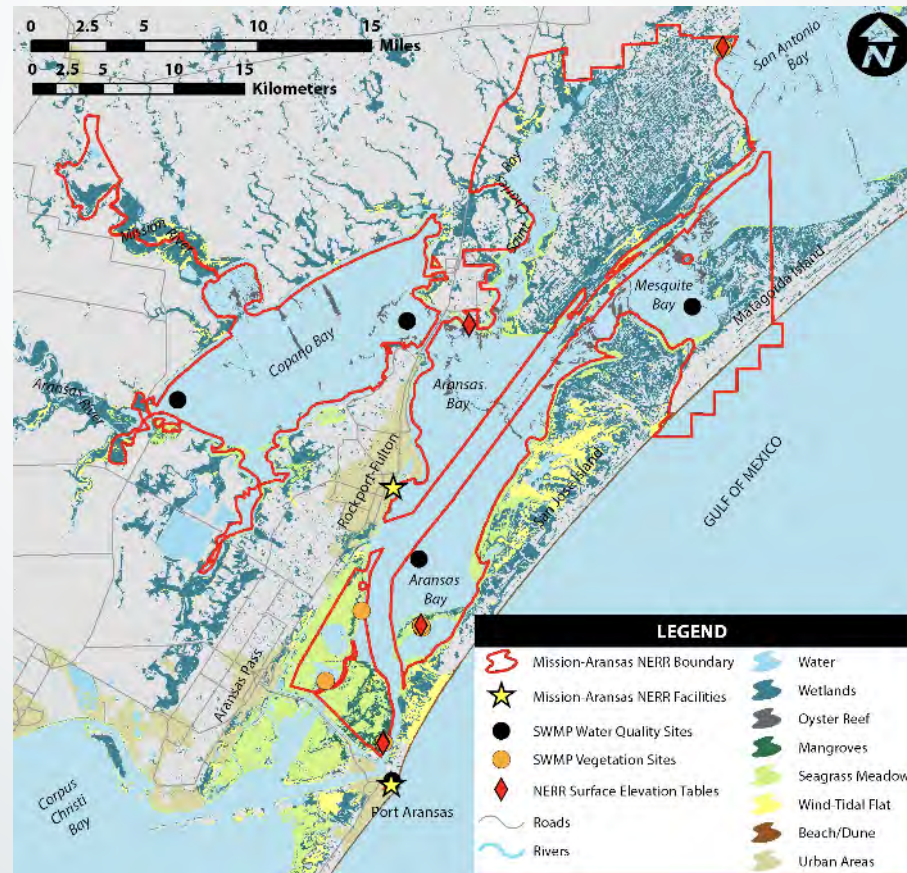 0 2.5 5 10 15
Miles
0 2.5 5 10 15
Kilometers
N
San Antonio
Bay
Saint Charles Bay
Mission River
Copano Bay
Mesquite
Bay
Matagorda Island
Aransas River
Aransas
Bay
Rockport-Fulton
San Jose Island
GULF OF MEXICO
Aransas
Bay
Aransas Pass
Corpus
Christi
Bay
Port Aransas
LEGEND
Mission-Aransas NERR Boundary
Mission-Aransas NERR Facilities
SWMP Water Quality Sites
SWMP Vegetation Sites
NERR Surface Elevation Tables
Roads
Rivers
Water
Wetlands
Oyster Reef
Mangroves
Seagrass Meadow
Wind-Tidal Flat
Beach/Dune
Urban Areas